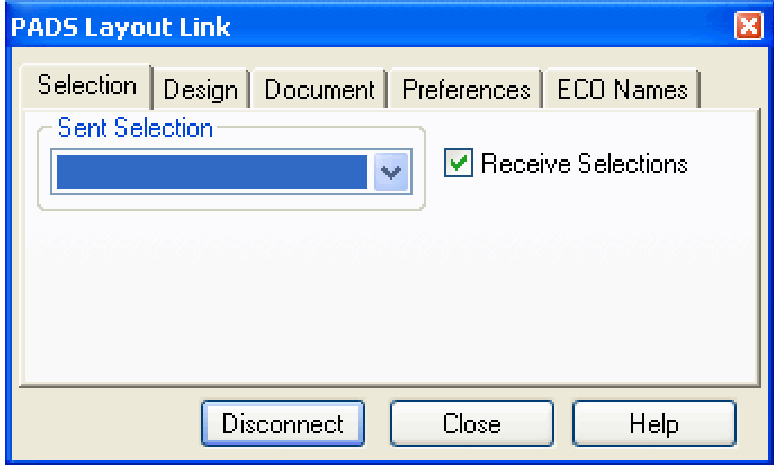 PADS Layout Link
Selection Design Document Preferences ECO Names
Sent Selection
Receive Selections
Disconnect Close Help